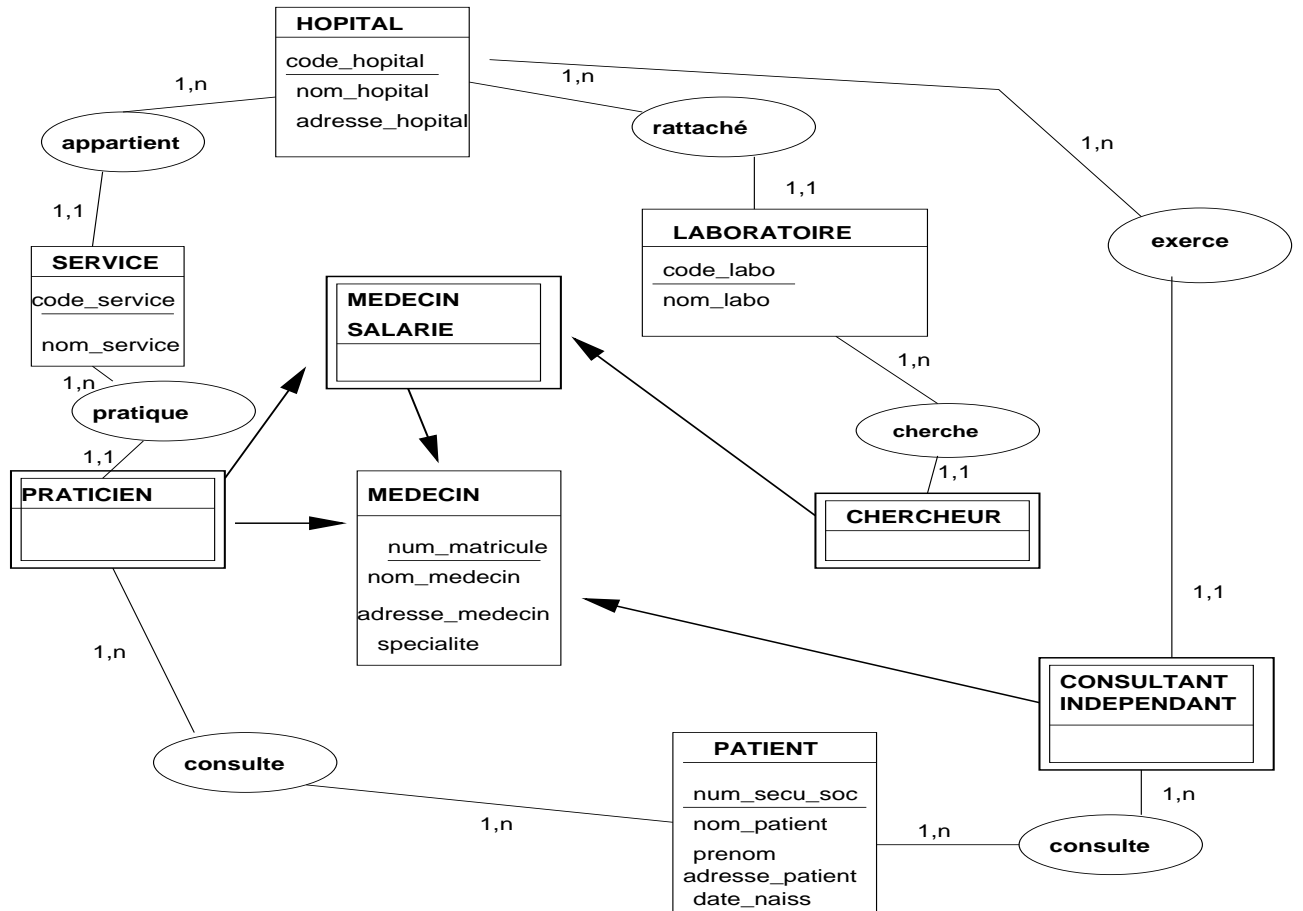 HOPITAL
code_hopital
nom_hopital
adresse_hopital
1,n
1,n
appartient
rattaché
1,n
1,1
1,1
SERVICE
code_service
nom_service
LABORATOIRE
code_labo
nom_labo
exerce
MEDECIN
SALARIE
1,n
1,n
pratique
cherche
1,1
1,1
PRATICIEN
MEDECIN
num_matricule
nom_medecin
adresse_medecin
specialite
CHERCHEUR
1,1
1,n
CONSULTANT
INDEPENDANT
consulte
PATIENT
num_secu_soc
nom_patient
prenom
adresse_patient
date_naiss
1,n
1,n
1,n
consulte